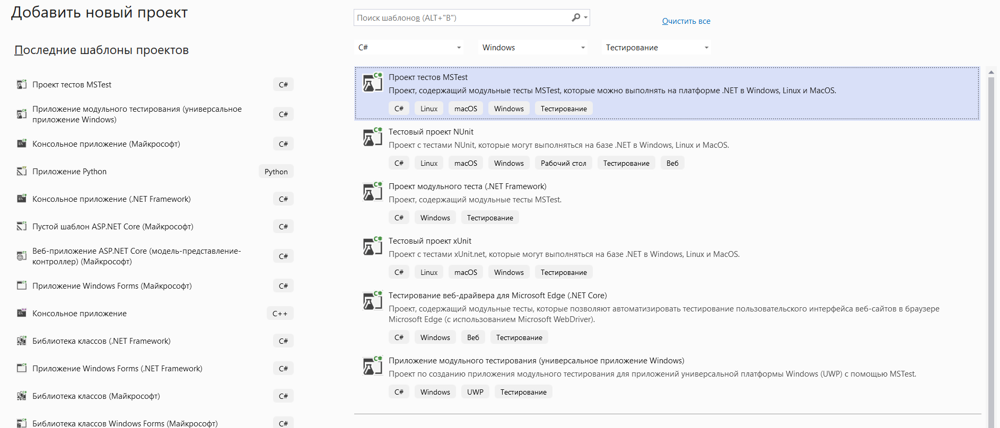 Добавить новый проект
Последние шаблоны проектов
Проект тестов MSTest
C#
Приложение модульного тестирования (универсальное
приложение Windows)
C#
Консольное приложение (Майкрософт)
C#
Приложение Python
Python
Консольное приложение (.NET Framework)
C#
Пустой шаблон ASP.NET Core (Майкрософт)
C#
Веб-приложение ASP.NET Core (модель-представление-
контроллер) (Майкрософт)
C#
Приложение Windows Forms (Майкрософт)
C#
Консольное приложение
C++
Библиотека классов (.NET Framework)
C#
Приложение Windows Forms (.NET Framework)
C#
Библиотека классов (Майкрософт)
C#
Библиотека классов Windows Forms (Майкрософт)
C#
Поиск шаблонов (ALT+"В")
Очистить все
C# Windows Тестирование
Проект тестов MSTest
Проект, содержащий модульные тесты MSTest, которые можно выполнять на платформе .NET в Windows, Linux и MacOS.
C# Linux macOS Windows Тестирование
Тестовый проект NUnit
Проект с тестами NUnit, которые могут выполняться на базе .NET в Windows, Linux и MacOS.
C# Linux macOS Windows Рабочий стол Тестирование Веб
Проект модульного теста (.NET Framework)
Проект, содержащий модульные тесты MSTest.
C# Windows Тестирование
Тестовый проект xUnit
Проект с тестами xUnit.net, которые могут выполняться на базе .NET в Windows, Linux и MacOS.
C# Linux macOS Windows Тестирование
Тестирование веб-драйвера для Microsoft Edge (.NET Core)
Проект, содержащий модульные тесты, которые позволяют автоматизировать тестирование пользовательского интерфейса веб-сайтов в браузере
Microsoft Edge (с использованием Microsoft WebDriver).
C# Windows Веб Тестирование
Приложение модульного тестирования (универсальное приложение Windows)
Проект по созданию приложения модульного тестирования для приложений универсальной платформы Windows (UWP) с помощью MSTest.
C# Windows UWP Тестирование